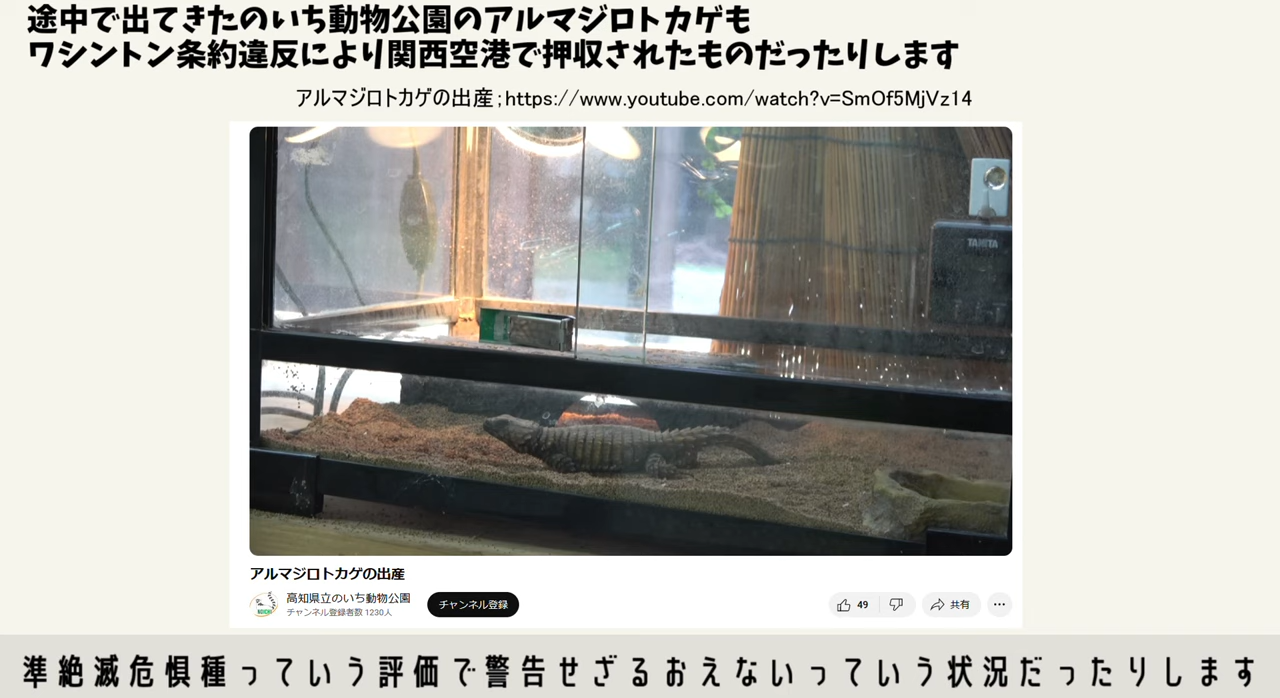 途中で出てきたのいち動物公園のアルマジロトカゲも
ワシントン条約違反により関西空港で押収されたものだったりします
アルマジロトカゲの出産;https://www.youtube.com/watch?v=SmOf5MjVz14
TANITA
アルマジロトカゲの出産
高知県立のいち動物公園
チャンネル登録者数 1230人
チャンネル登録
49
共有
準絶滅危惧種っていう評価で警告せざるおえないっていう状況だったりします